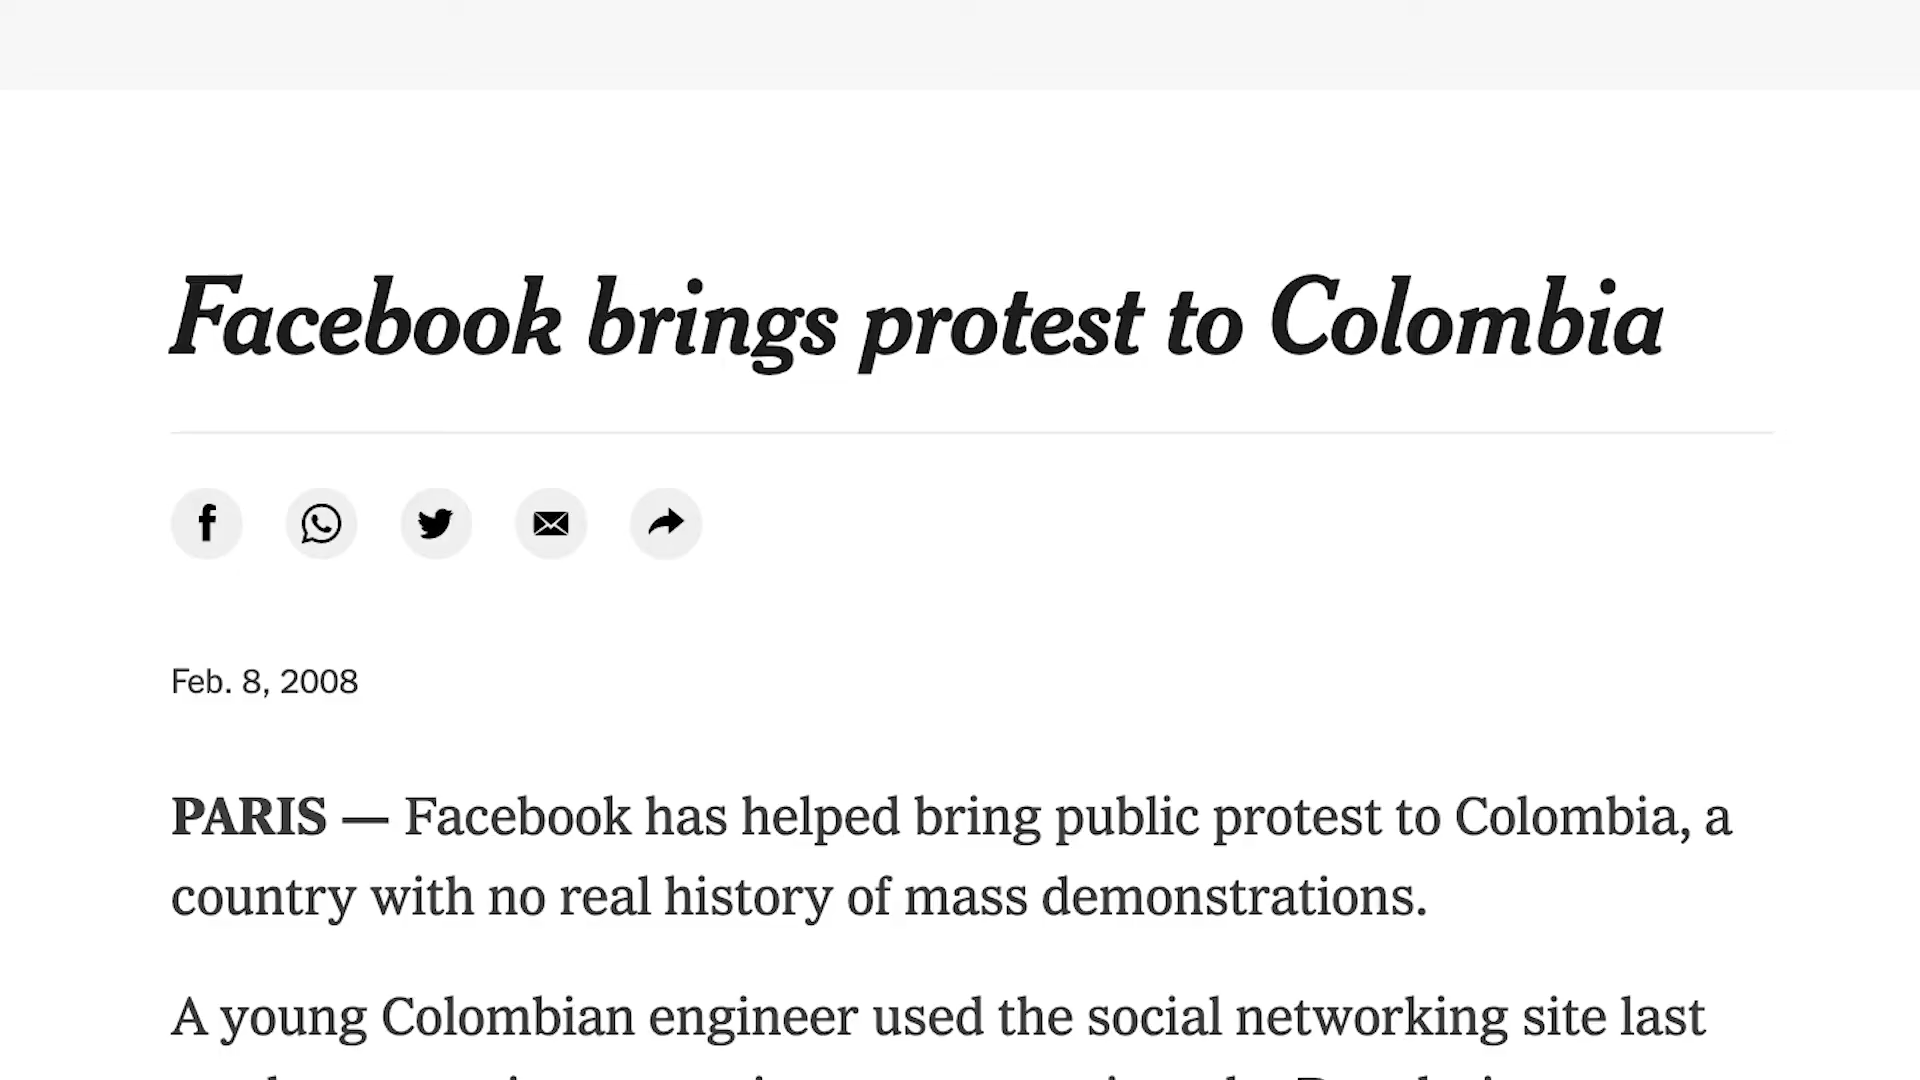 Facebook brings protest to Colombia
Feb. 8, 2008
PARIS — Facebook has helped bring public protest to Colombia, a
country with no real history of mass demonstrations.
A young Colombian engineer used the social networking site last